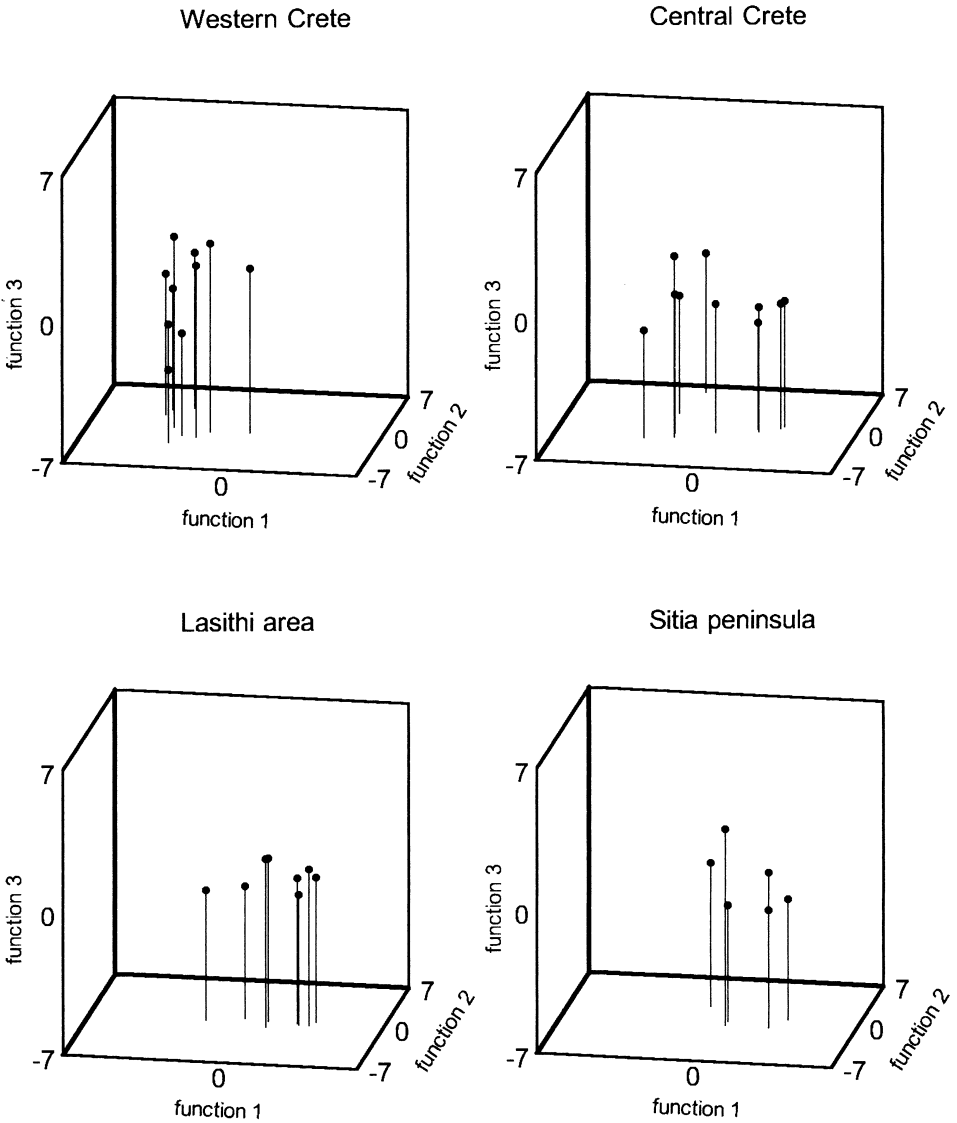 Western Crete
7
0
-7
function 3
0
function 1
-7
0
7
function 2
Central Crete
7
0
-7
function 3
0
function 1
-7
0
7
function 2
Lasithi area
7
0
-7
function 3
0
function 1
-7
0
7
function 2
Sitia peninsula
7
0
-7
function 3
0
function 1
-7
0
7
function 2